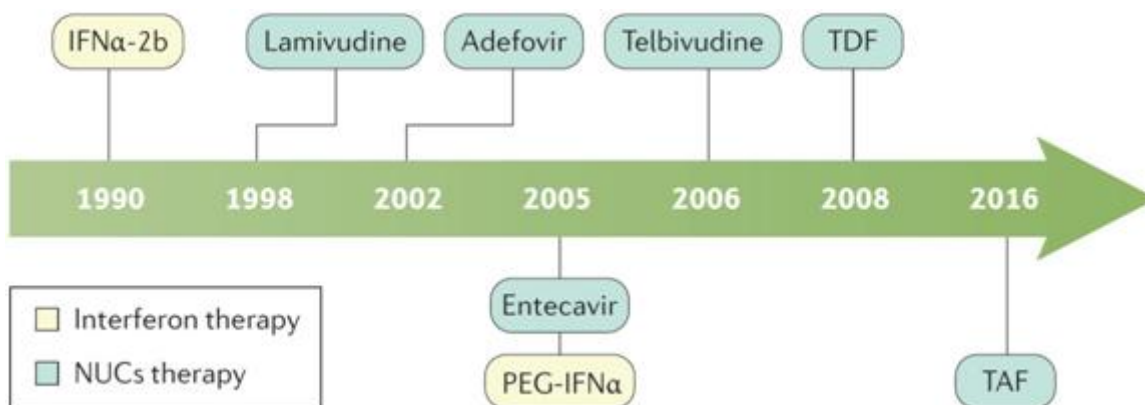 IFNα-2b
Lamivudine
Adefovir
Telbivudine
TDF
1990
1998
2002
2005
2006
2008
2016
Entecavir
PEG-IFNα
TAF
Interferon therapy
NUCs therapy